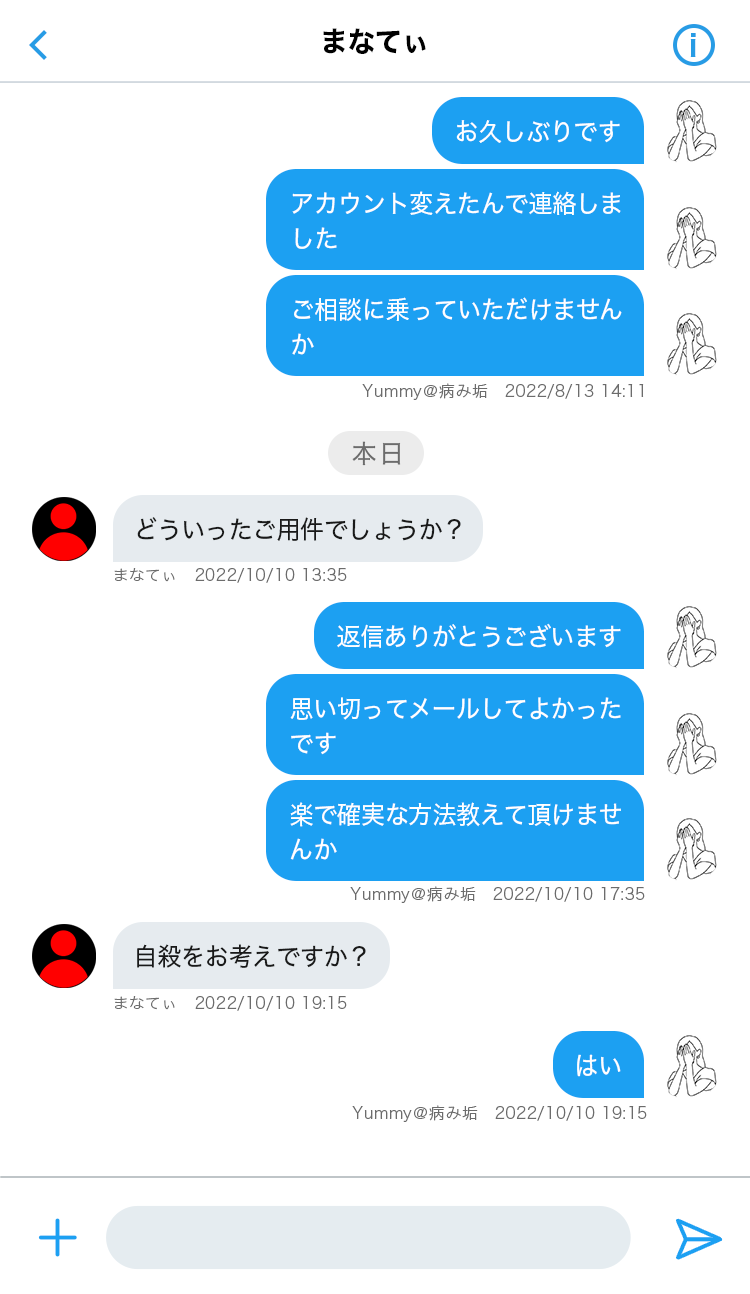 まなてぃ
お久しぶりです
アカウント変えたんで連絡しま
した
ご相談に乗っていただけません
か
Yummy@病み垢 2022/8/13 14:11
本日
どういったご用件でしょうか？
まなてぃ 2022/10/10 13:35
返信ありがとうございます
思い切ってメールしてよかった
です
楽で確実な方法教えて頂けませ
んか
Yummy@病み垢 2022/10/10 17:35
自殺をお考えですか？
まなてぃ 2022/10/10 19:15
はい
Yummy@病み垢 2022/10/10 19:15